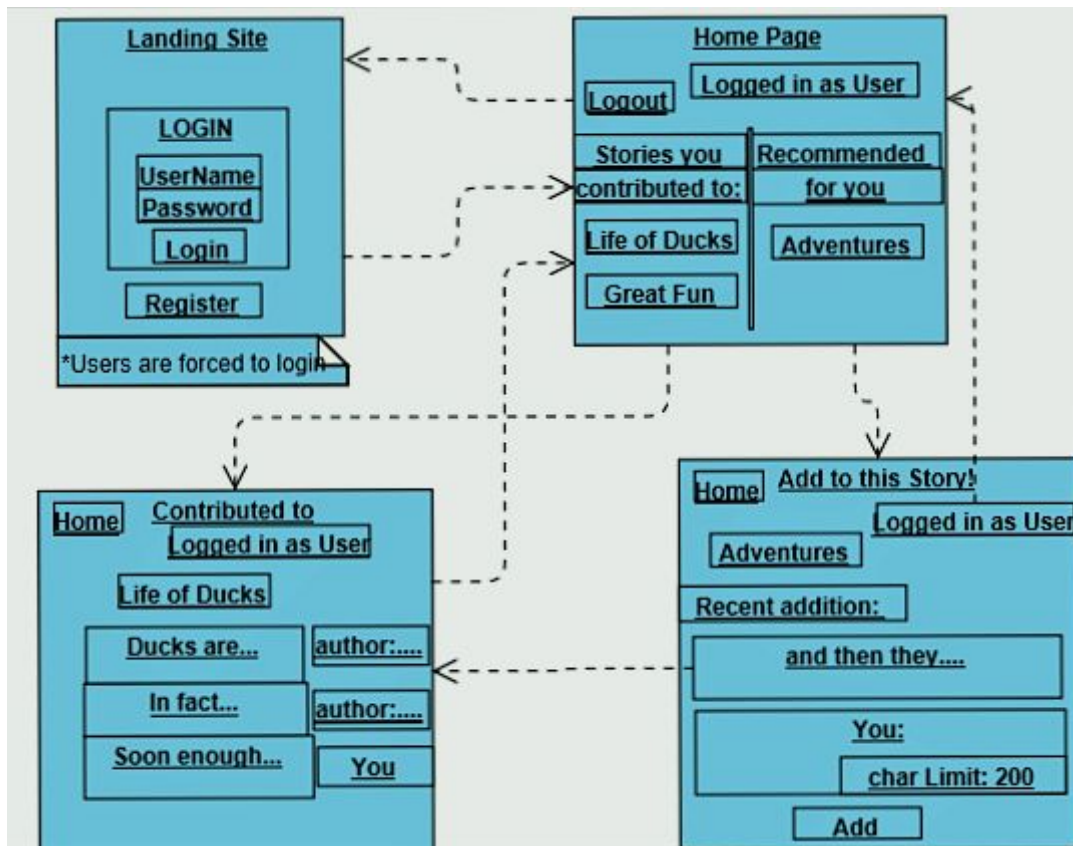 Landing Site
LOGIN
UserName
Password
Login
Register
*Users are forced to login
Home Page
Logged in as User
Logout
Stories you
contributed to:
Life of Ducks
Great Fun
Recommended
for you
Adventures
Home
Contributed to
Logged in as User
Life of Ducks
Ducks are... author:....
In fact... author:....
Soon enough... You
Home
Add to this Story!
Logged in as User
Adventures
Recent addition:
and then they....
You:
char Limit: 200
Add